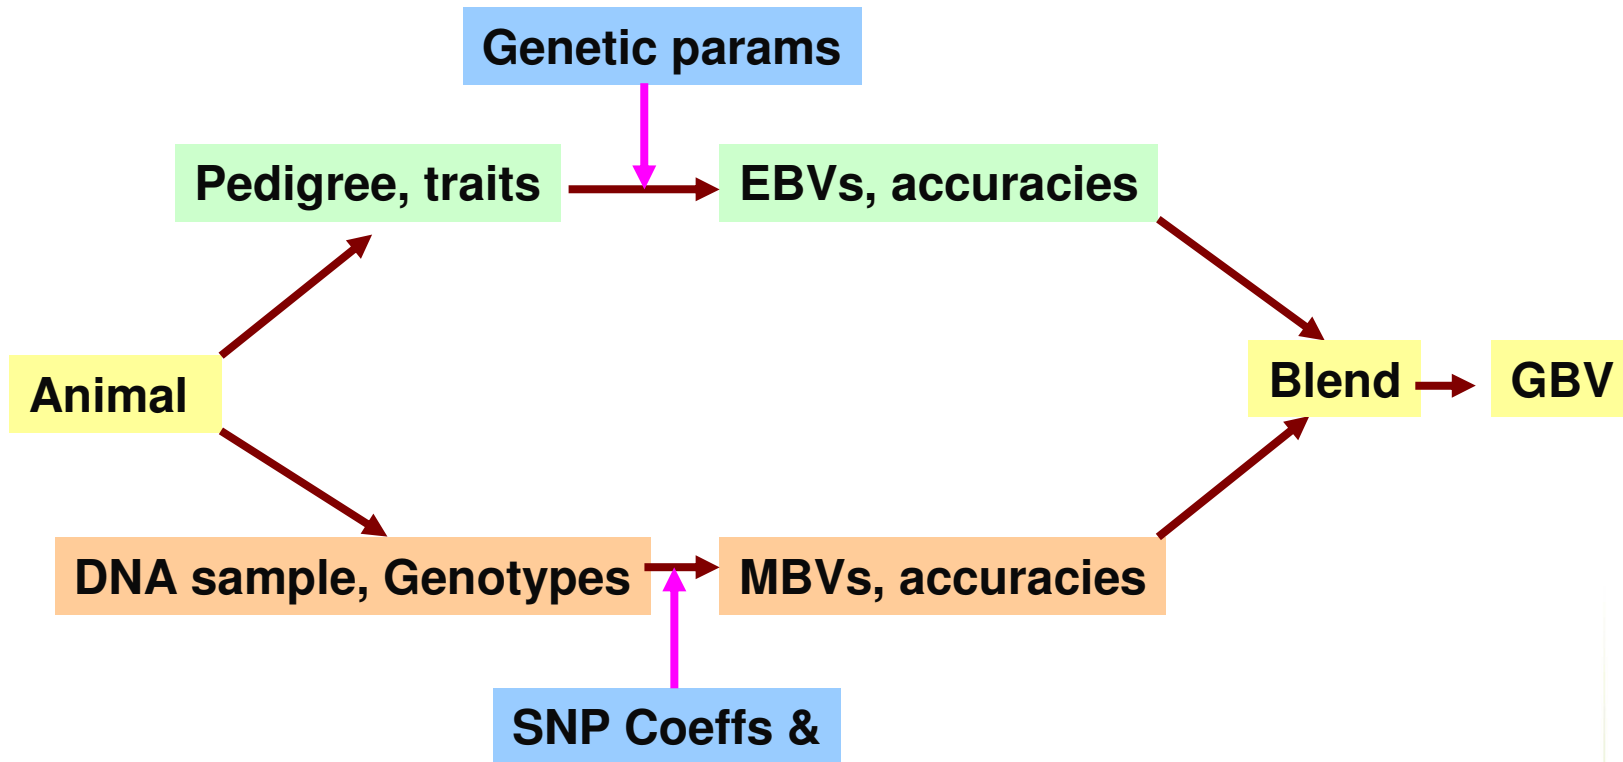 Genetic params
Pedigree, traits
EBVs, accuracies
Animal
Blend
GBV
DNA sample, Genotypes
MBVs, accuracies
SNP Coeffs &